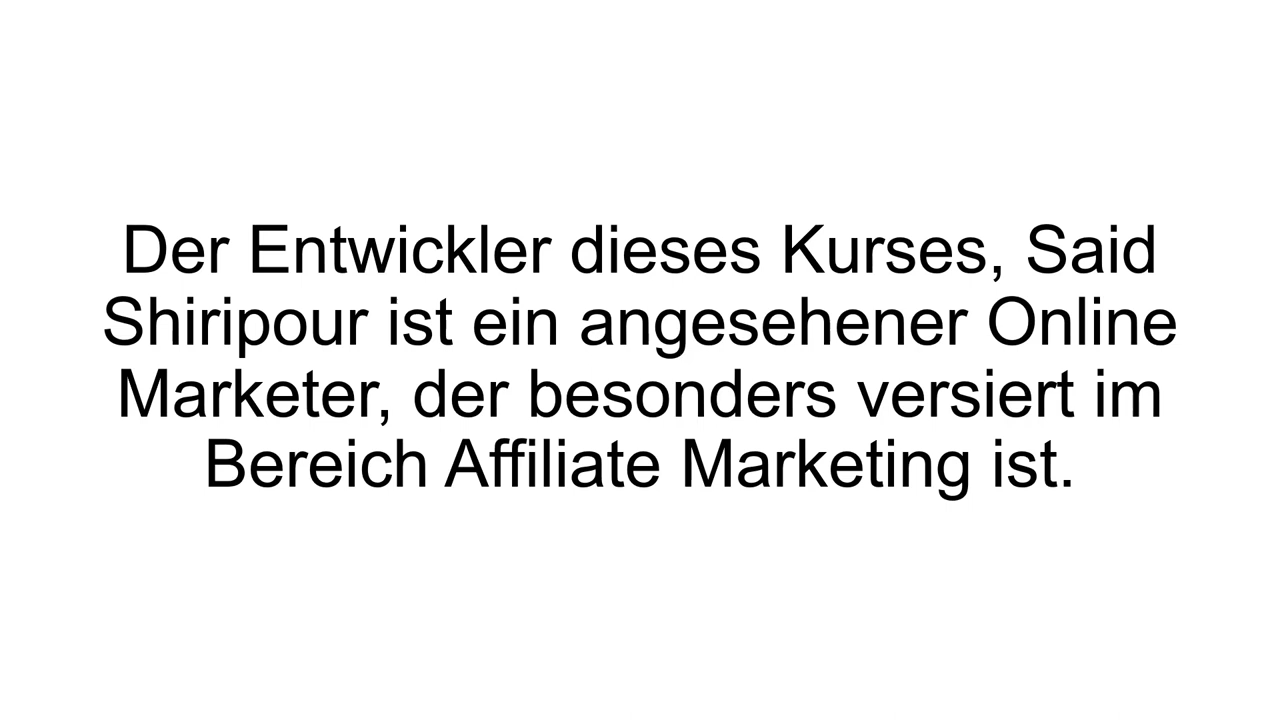 Der Entwickler dieses Kurses, Said
Shiripour ist ein angesehener Online
Marketer, der besonders versiert im
Bereich Affiliate Marketing ist.